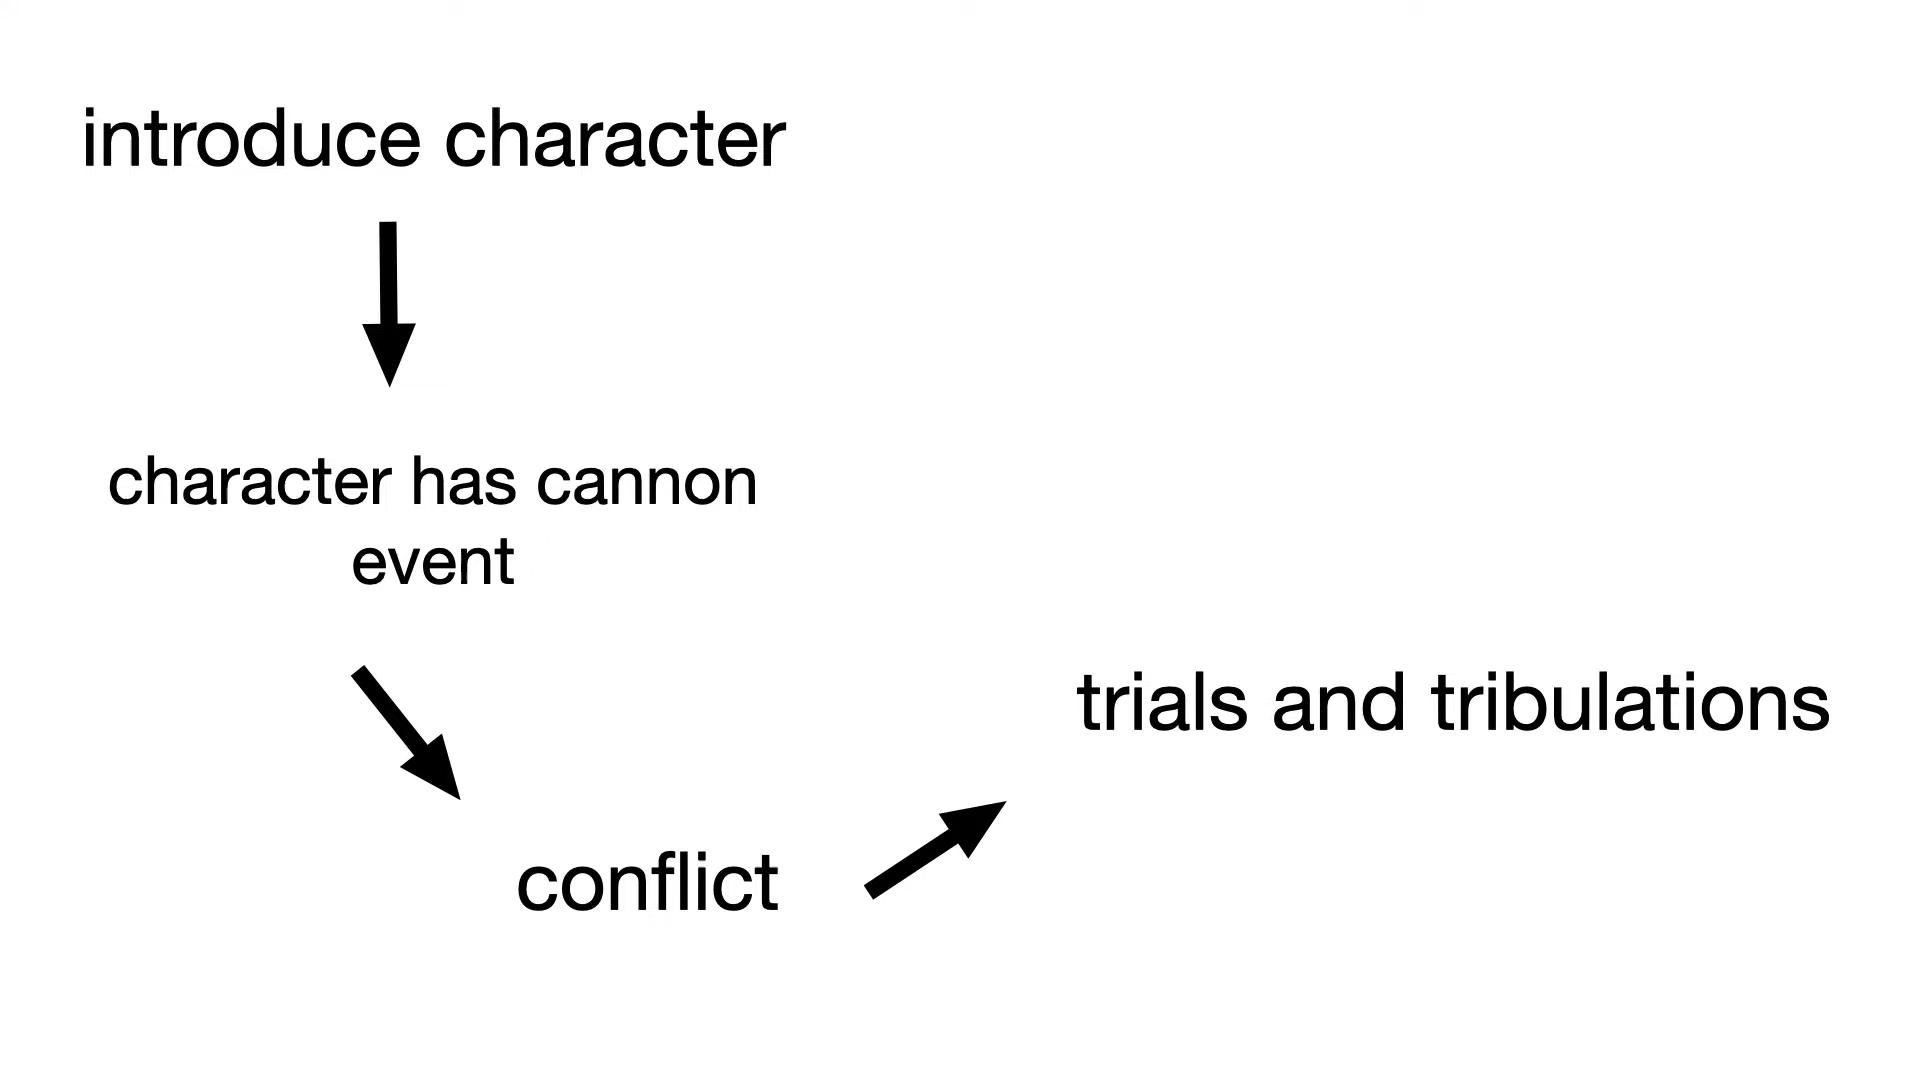 introduce character
character has cannon
event
conflict
trials and tribulations